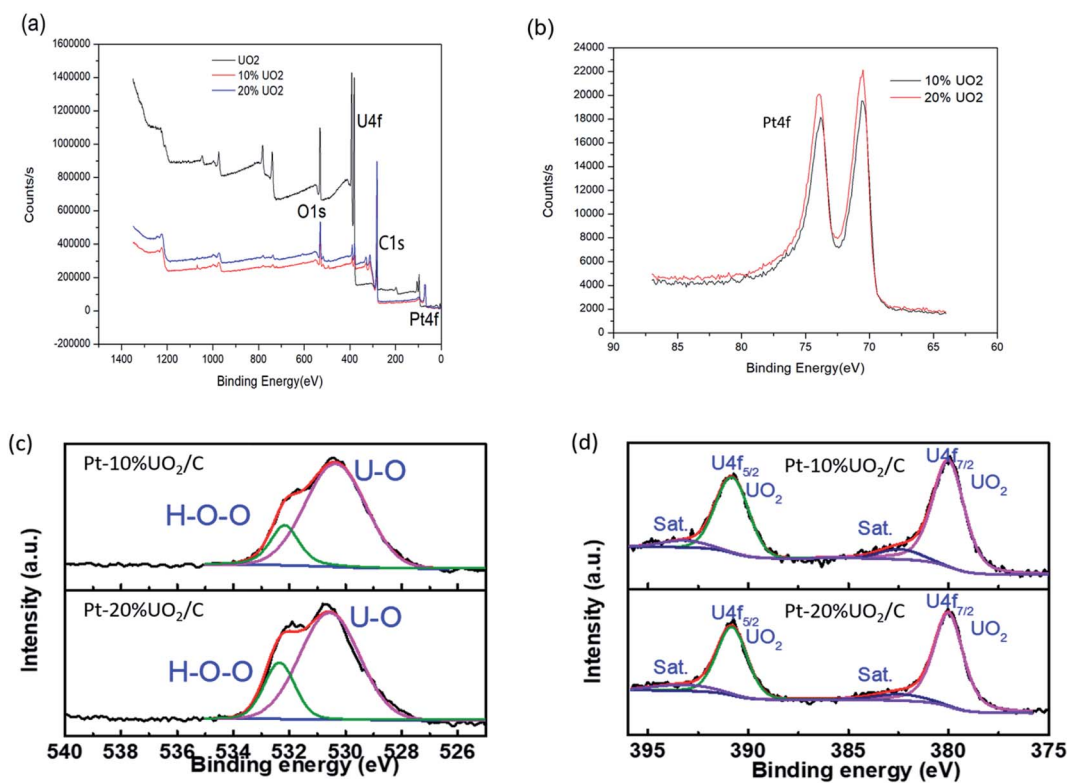 (a)
1600000
1400000
1200000
1000000
800000
600000
400000
200000
0
-200000
Counts/s
UO2
10% UO2
20% UO2
U4f
O1s
C1s
Pt4f
1400 1200 1000 800 600 400 200 0
Binding Energy(eV)
(b)
24000
22000
20000
18000
16000
14000
12000
10000
8000
6000
4000
2000
0
Counts/s
10% UO2
20% UO2
Pt4f
90 85 80 75 70 65 60
Binding Energy(eV)
(c)
Pt-10%UO₂/C
U-O
H-O-O
Pt-20%UO₂/C
U-O
H-O-O
Intensity (a.u.)
540 538 536 534 532 530 528 526
Binding energy (eV)
(d)
U4f₅/₂ Pt-10%UO₂/C U4f₇/₂
UO₂ UO₂
Sat. Sat.
Pt-20%UO₂/C U4f₇/₂
U4f₅/₂ UO₂
UO₂
Sat. Sat.
Intensity (a.u.)
395 390 385 380 375
Binding energy (eV)